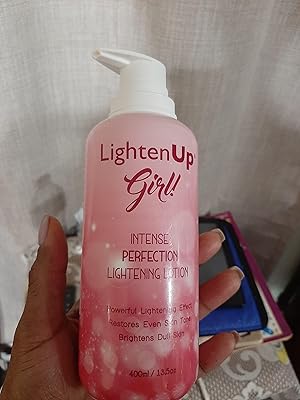 LightenUp®
Girl!
INTENSE
PERFECTION
LIGHTENING LOTION
Powerful Lightening Effect
Restores Even Skin Tone
Brightens Dull Skin
400ml / 13,5oz